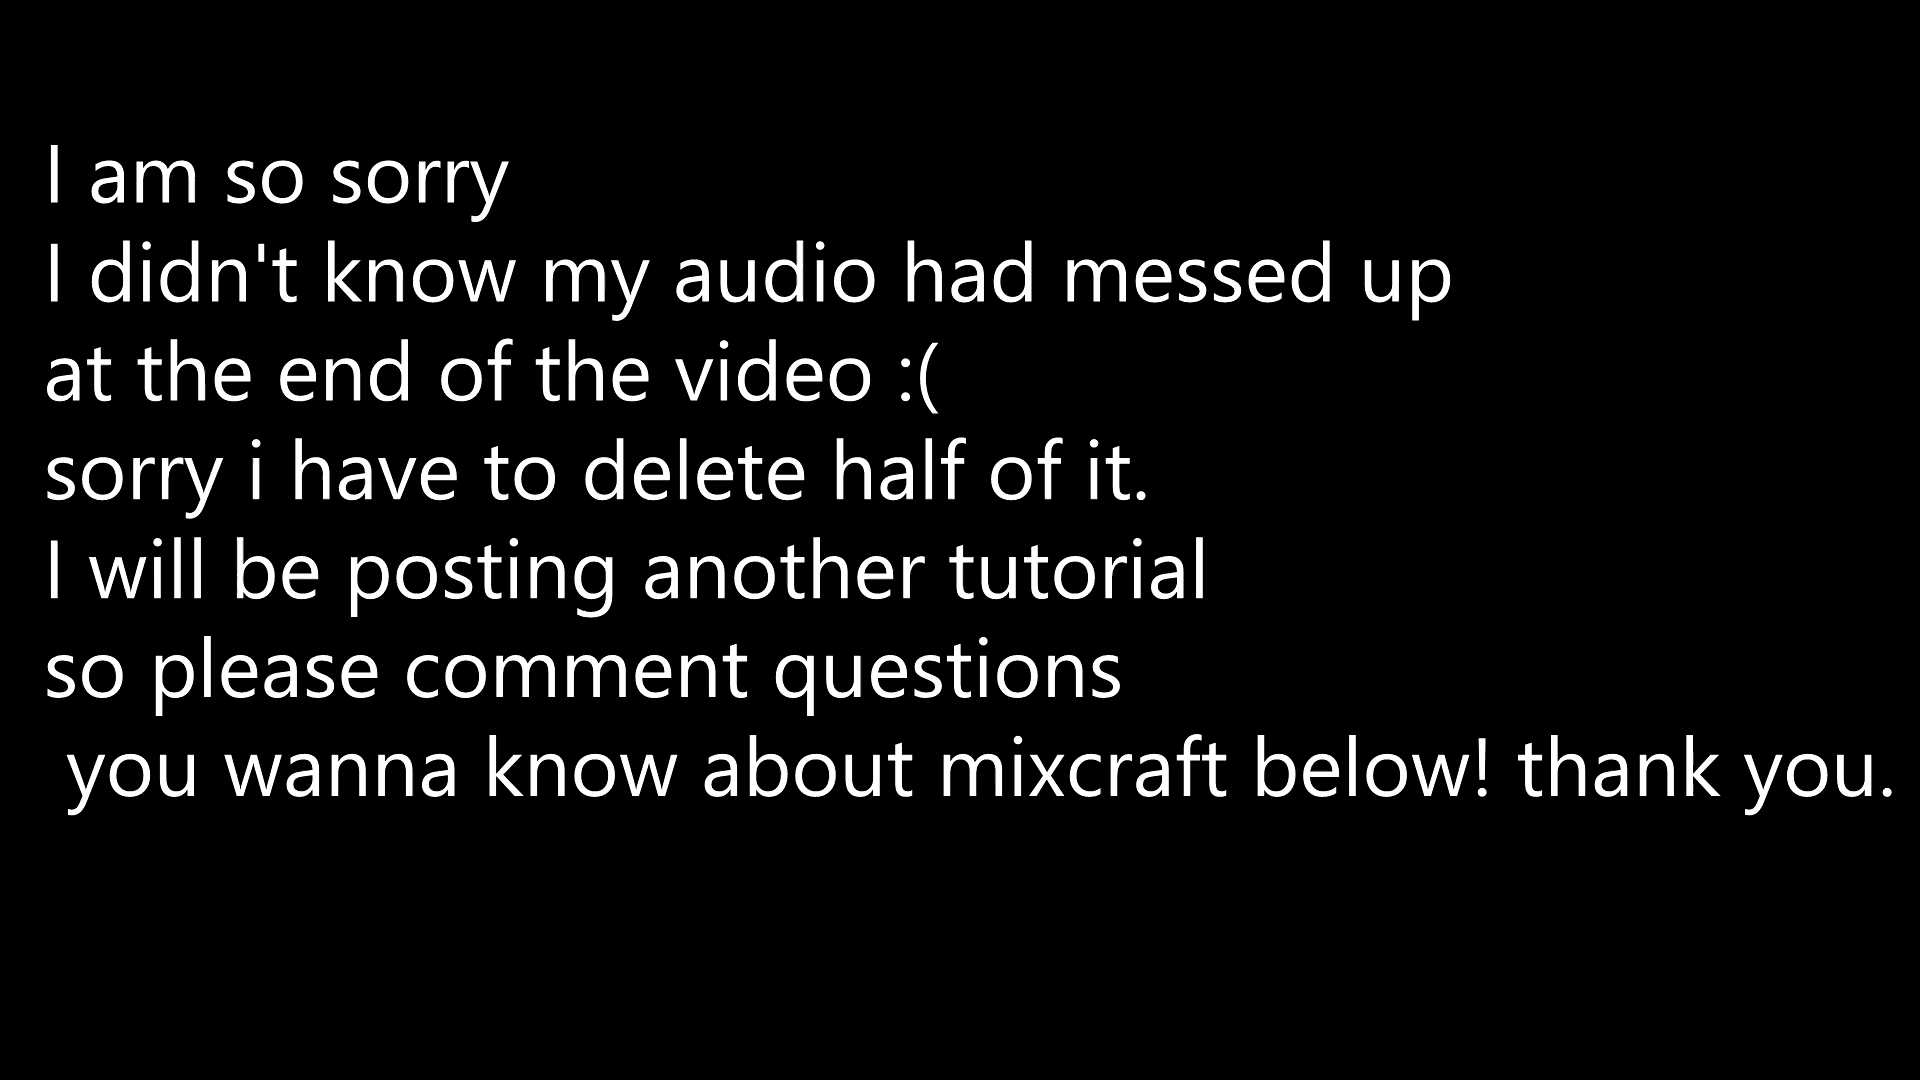 I am so sorry
I didn't know my audio had messed up
at the end of the video :(
sorry i have to delete half of it.
I will be posting another tutorial
so please comment questions
you wanna know about mixcraft below! thank you.